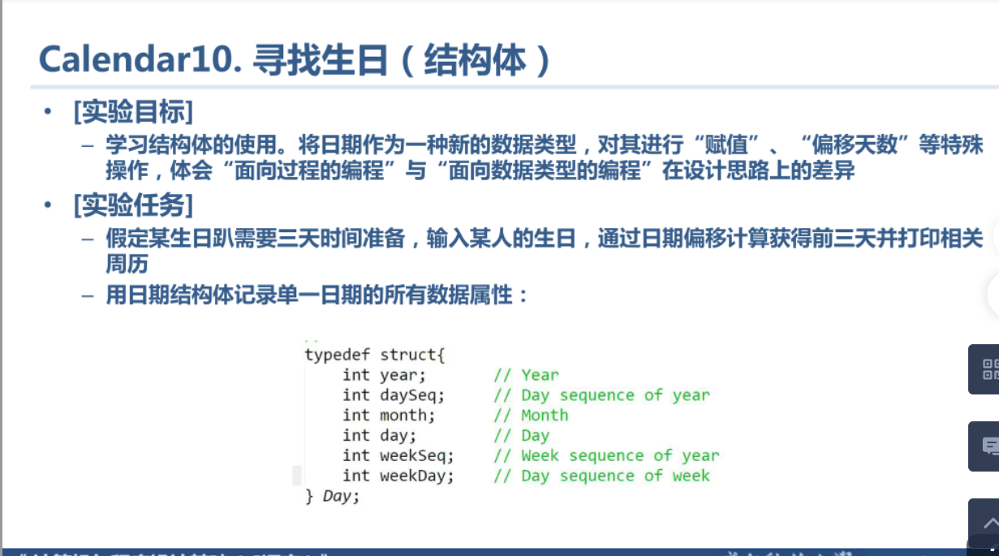 Calendar10. 寻找生日（结构体）
• [实验目标]
– 学习结构体的使用。将日期作为一种新的数据类型，对其进行“赋值”、“偏移天数”等特殊
操作，体会“面向过程的编程”与“面向数据类型的编程”在设计思路上的差异
• [实验任务]
– 假定某生日趴需要三天时间准备，输入某人的生日，通过日期偏移计算获得前三天并打印相关
周历
– 用日期结构体记录单一日期的所有数据属性：
typedef struct{
int year; // Year
int daySeq; // Day sequence of year
int month; // Month
int day; // Day
int weekSeq; // Week sequence of year
int weekDay; // Day sequence of week
} Day;